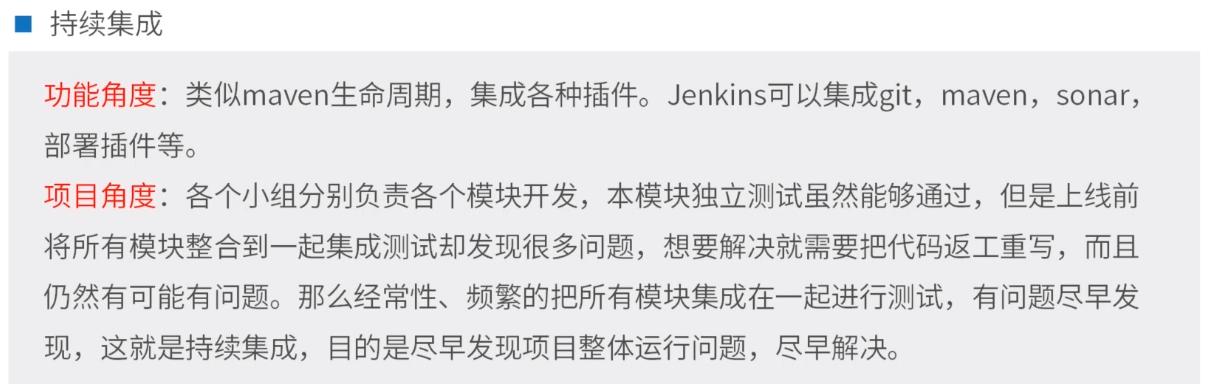 持续集成
功能角度：类似maven生命周期，集成各种插件。Jenkins可以集成git，maven，sonar，
部署插件等。
项目角度：各个小组分别负责各个模块开发，本模块独立测试虽然能够通过，但是上线前
将所有模块整合到一起集成测试却发现很多问题，想要解决就需要把代码返工重写，而且
仍然有可能有问题。那么经常性、频繁的把所有模块集成在一起进行测试，有问题尽早发
现，这就是持续集成，目的是尽早发现项目整体运行问题，尽早解决。